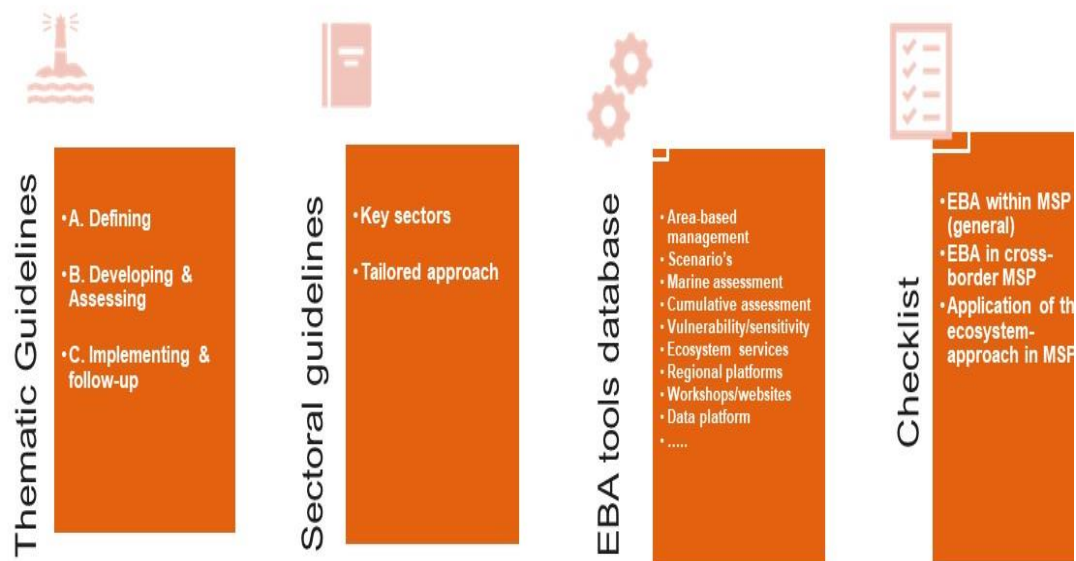 Thematic Guidelines
• A. Defining
• B. Developing &
Assessing
• C. Implementing &
follow-up
Sectoral guidelines
• Key sectors
• Tailored approach
EBA tools database
• Area-based
management
• Scenario's
• Marine assessment
• Cumulative assessment
• Vulnerability/sensitivity
• Ecosystem services
• Regional platforms
• Workshops/websites
• Data platform
• .....
Checklist
• EBA within MSP
(general)
• EBA in cross-
border MSP
• Application of th
ecosystem-
approach in MSP